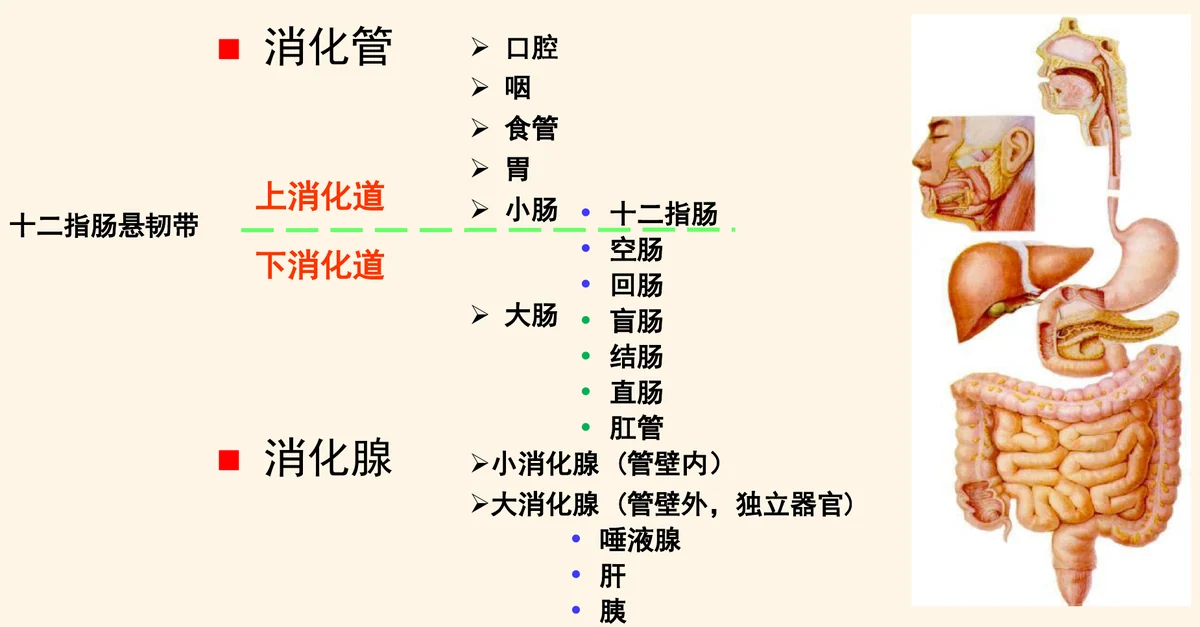 消化管
口腔
咽
食管
胃
上消化道
小肠
十二指肠
十二指肠悬韧带
空肠
下消化道
回肠
大肠
盲肠
结肠
直肠
肛管
消化腺
小消化腺（管壁内）
大消化腺（管壁外，独立器官）
唾液腺
肝
胰